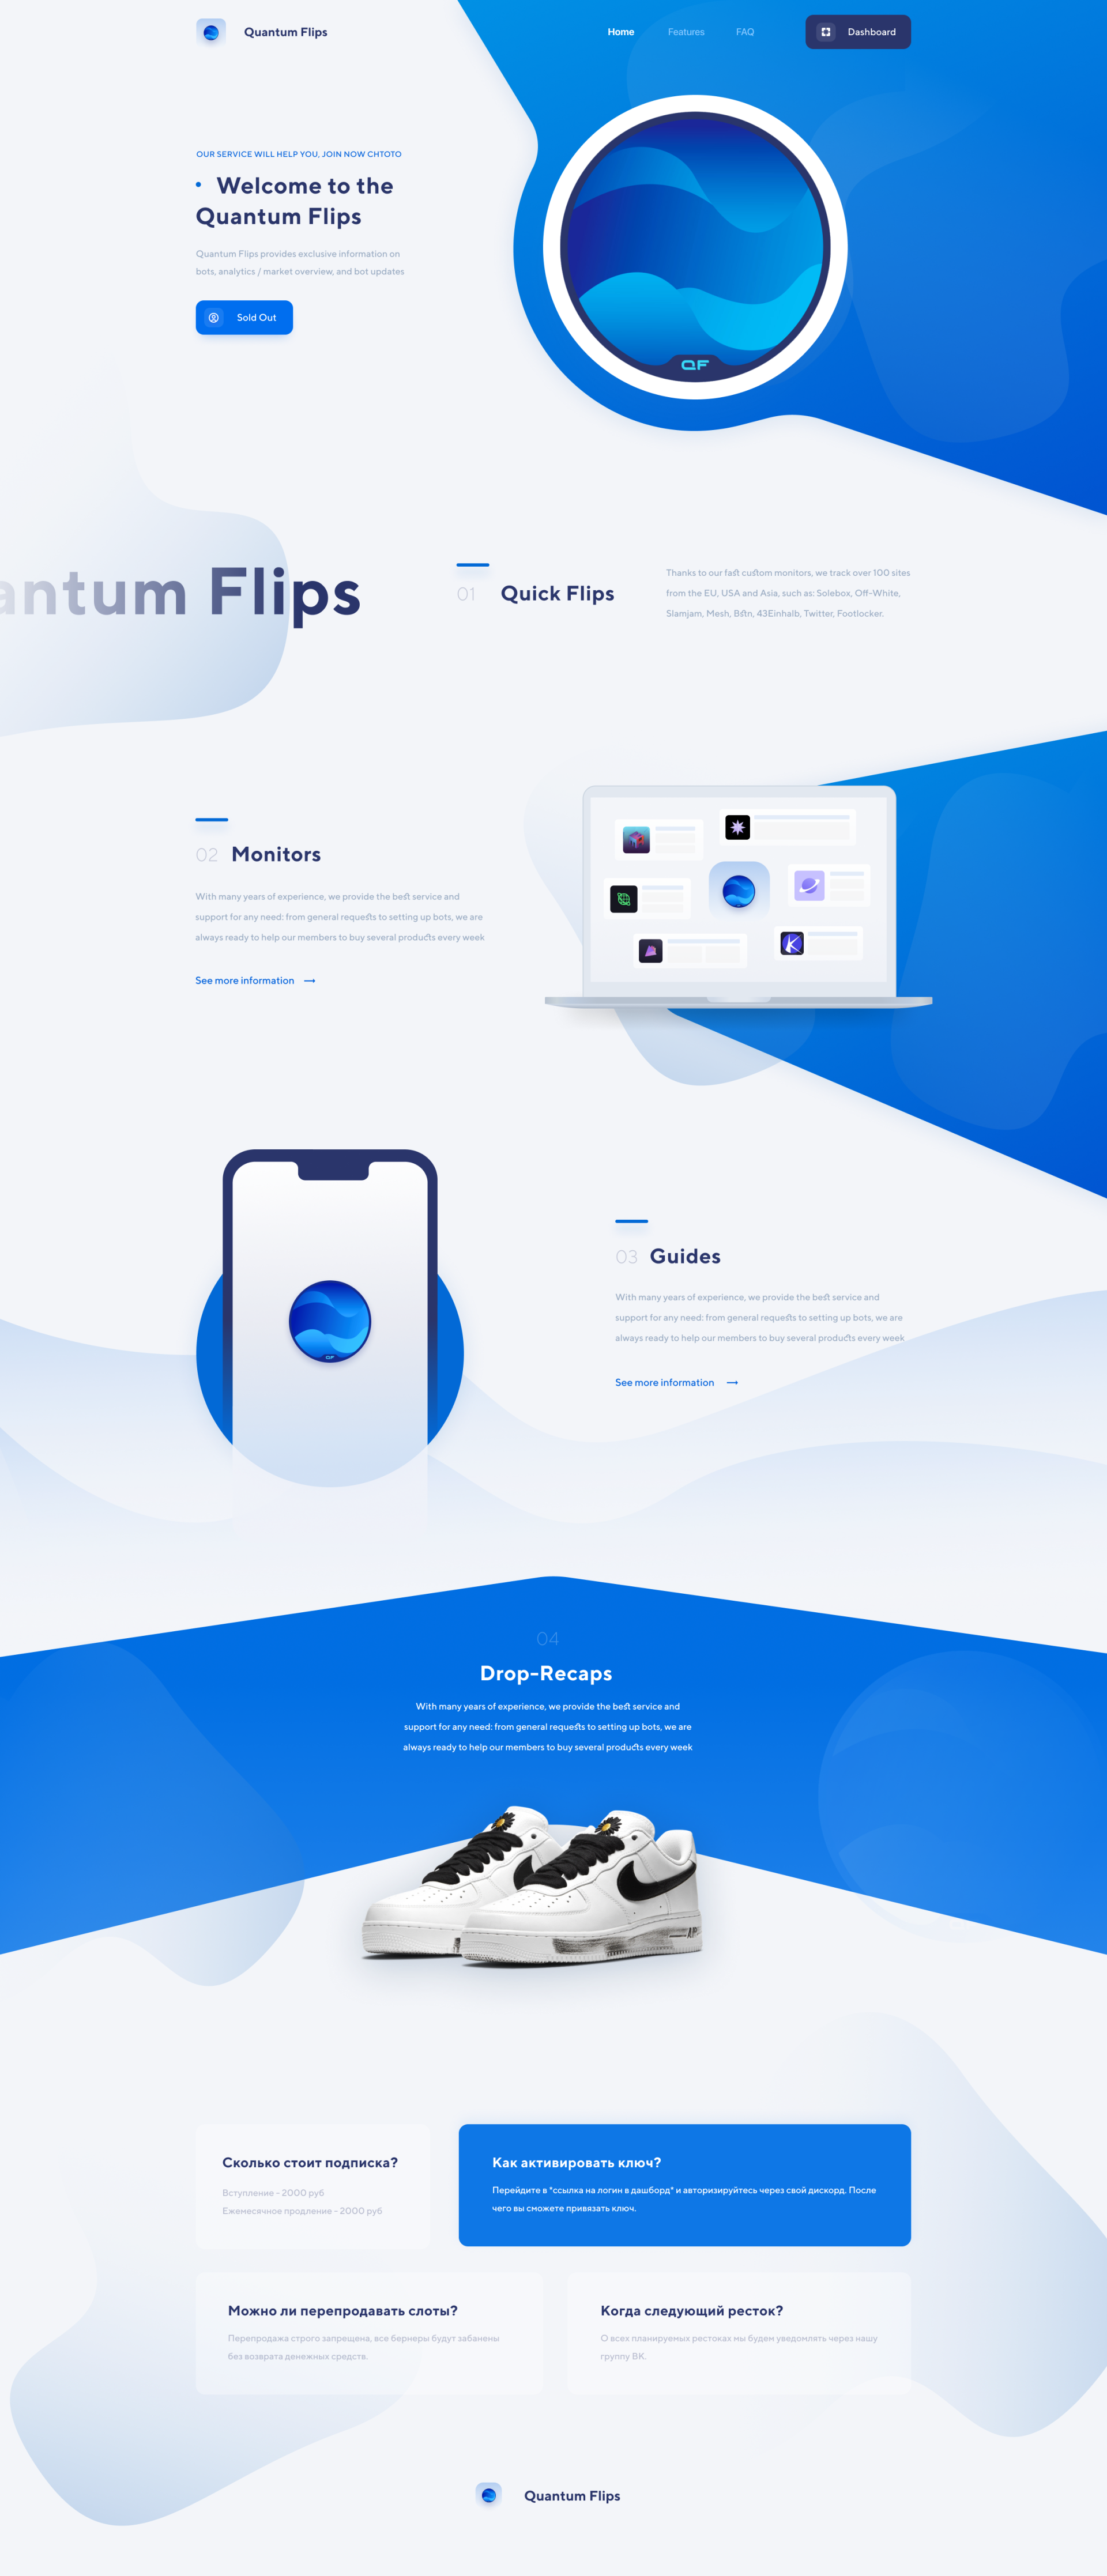 Quantum Flips
Home
Features
FAQ
Dashboard
OUR SERVICE WILL HELP YOU, JOIN NOW CHTOTO
Welcome to the
Quantum Flips
Quantum Flips provides exclusive information on
bots, analytics / market overview, and bot updates
Sold Out
QF
antum Flips
01
Quick Flips
Thanks to our fast custom monitors, we track over 100 sites
from the EU, USA and Asia, such as: Solebox, Off-White,
Slamjam, Mesh, Bstn, 43Einhalb, Twitter, Footlocker.
02
Monitors
With many years of experience, we provide the best service and
support for any need: from general requests to setting up bots, we are
always ready to help our members to buy several products every week
See more information
QF
03
Guides
With many years of experience, we provide the best service and
support for any need: from general requests to setting up bots, we are
always ready to help our members to buy several products every week
See more information
04
Drop-Recaps
With many years of experience, we provide the best service and
support for any need: from general requests to setting up bots, we are
always ready to help our members to buy several products every week
Сколько стоит подписка?
Вступление - 2000 руб
Ежемесячное продление - 2000 руб
Как активировать ключ?
Перейдите в "ссылка на логин в дашборд" и авторизируйтесь через свой дискорд. После
чего вы сможете привязать ключ.
Можно ли перепродавать слоты?
Перепродажа строго запрещена, все бернеры будут забанены
без возврата денежных средств.
Когда следующий ресток?
О всех планируемых рестоках мы будем уведомлять через нашу
группу ВК.
Quantum Flips